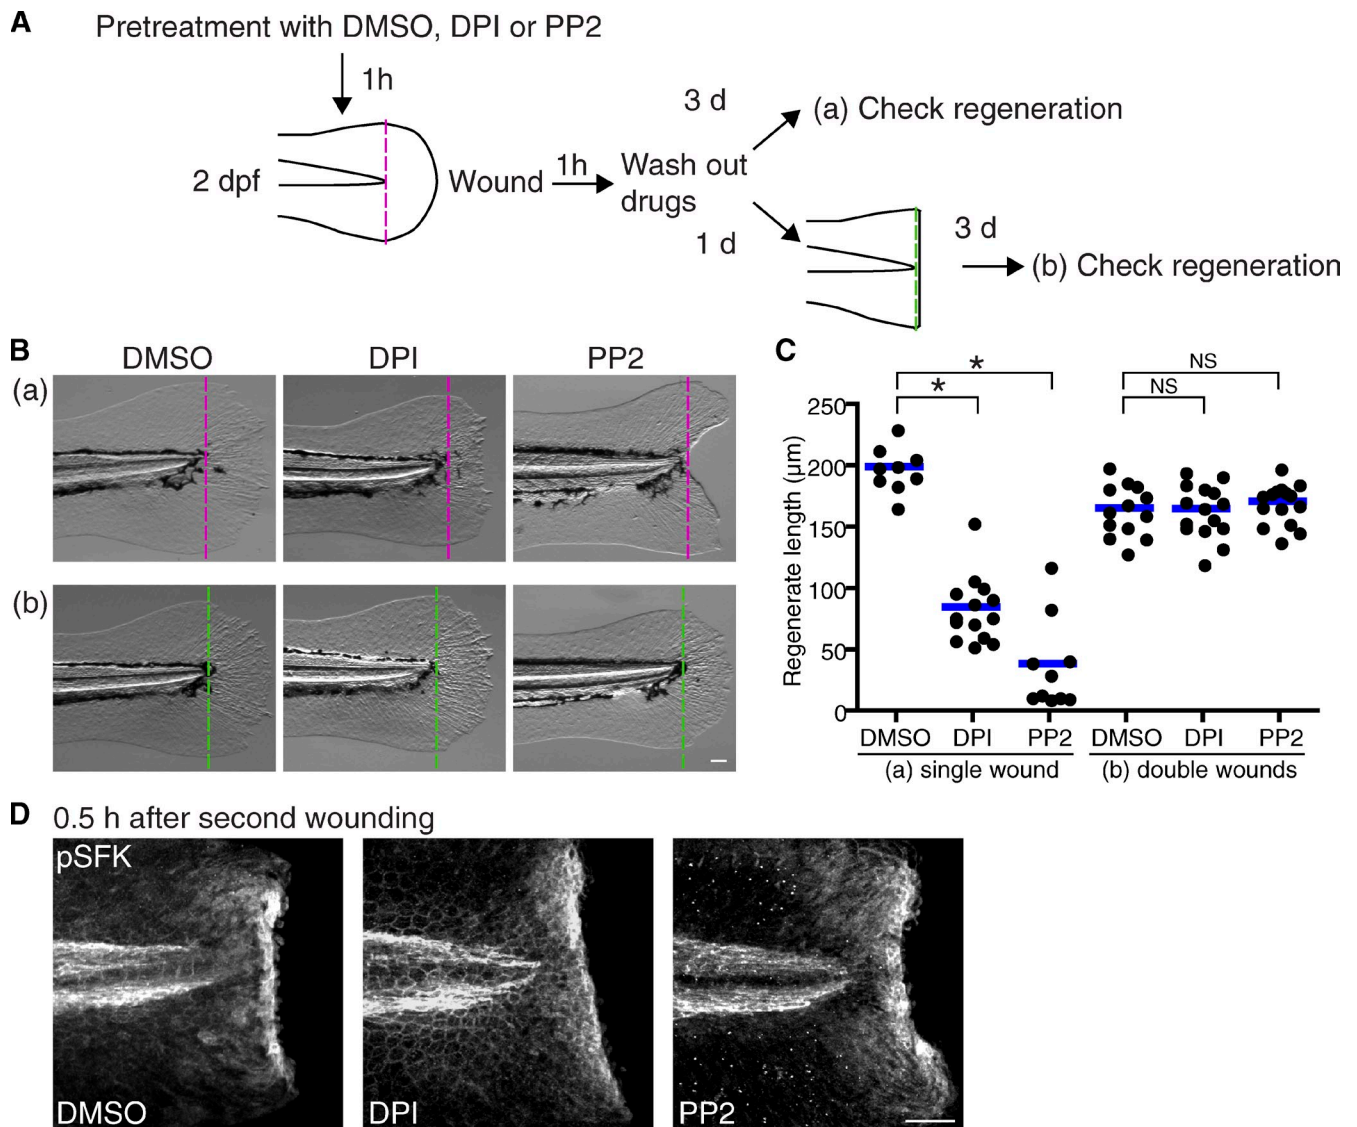 A
Pretreatment with DMSO, DPI or PP2
1h
3 d
(a) Check regeneration
2 dpf
Wound
1h
Wash out
drugs
1 d
3 d
(b) Check regeneration
B
DMSO
DPI
PP2
(a)
(b)
C
*
*
NS
NS
Regenerate length (μm)
250
200
150
100
50
0
DMSO
DPI
PP2
DMSO
DPI
PP2
(a) single wound
(b) double wounds
D
0.5 h after second wounding
pSFK
DMSO
DPI
PP2